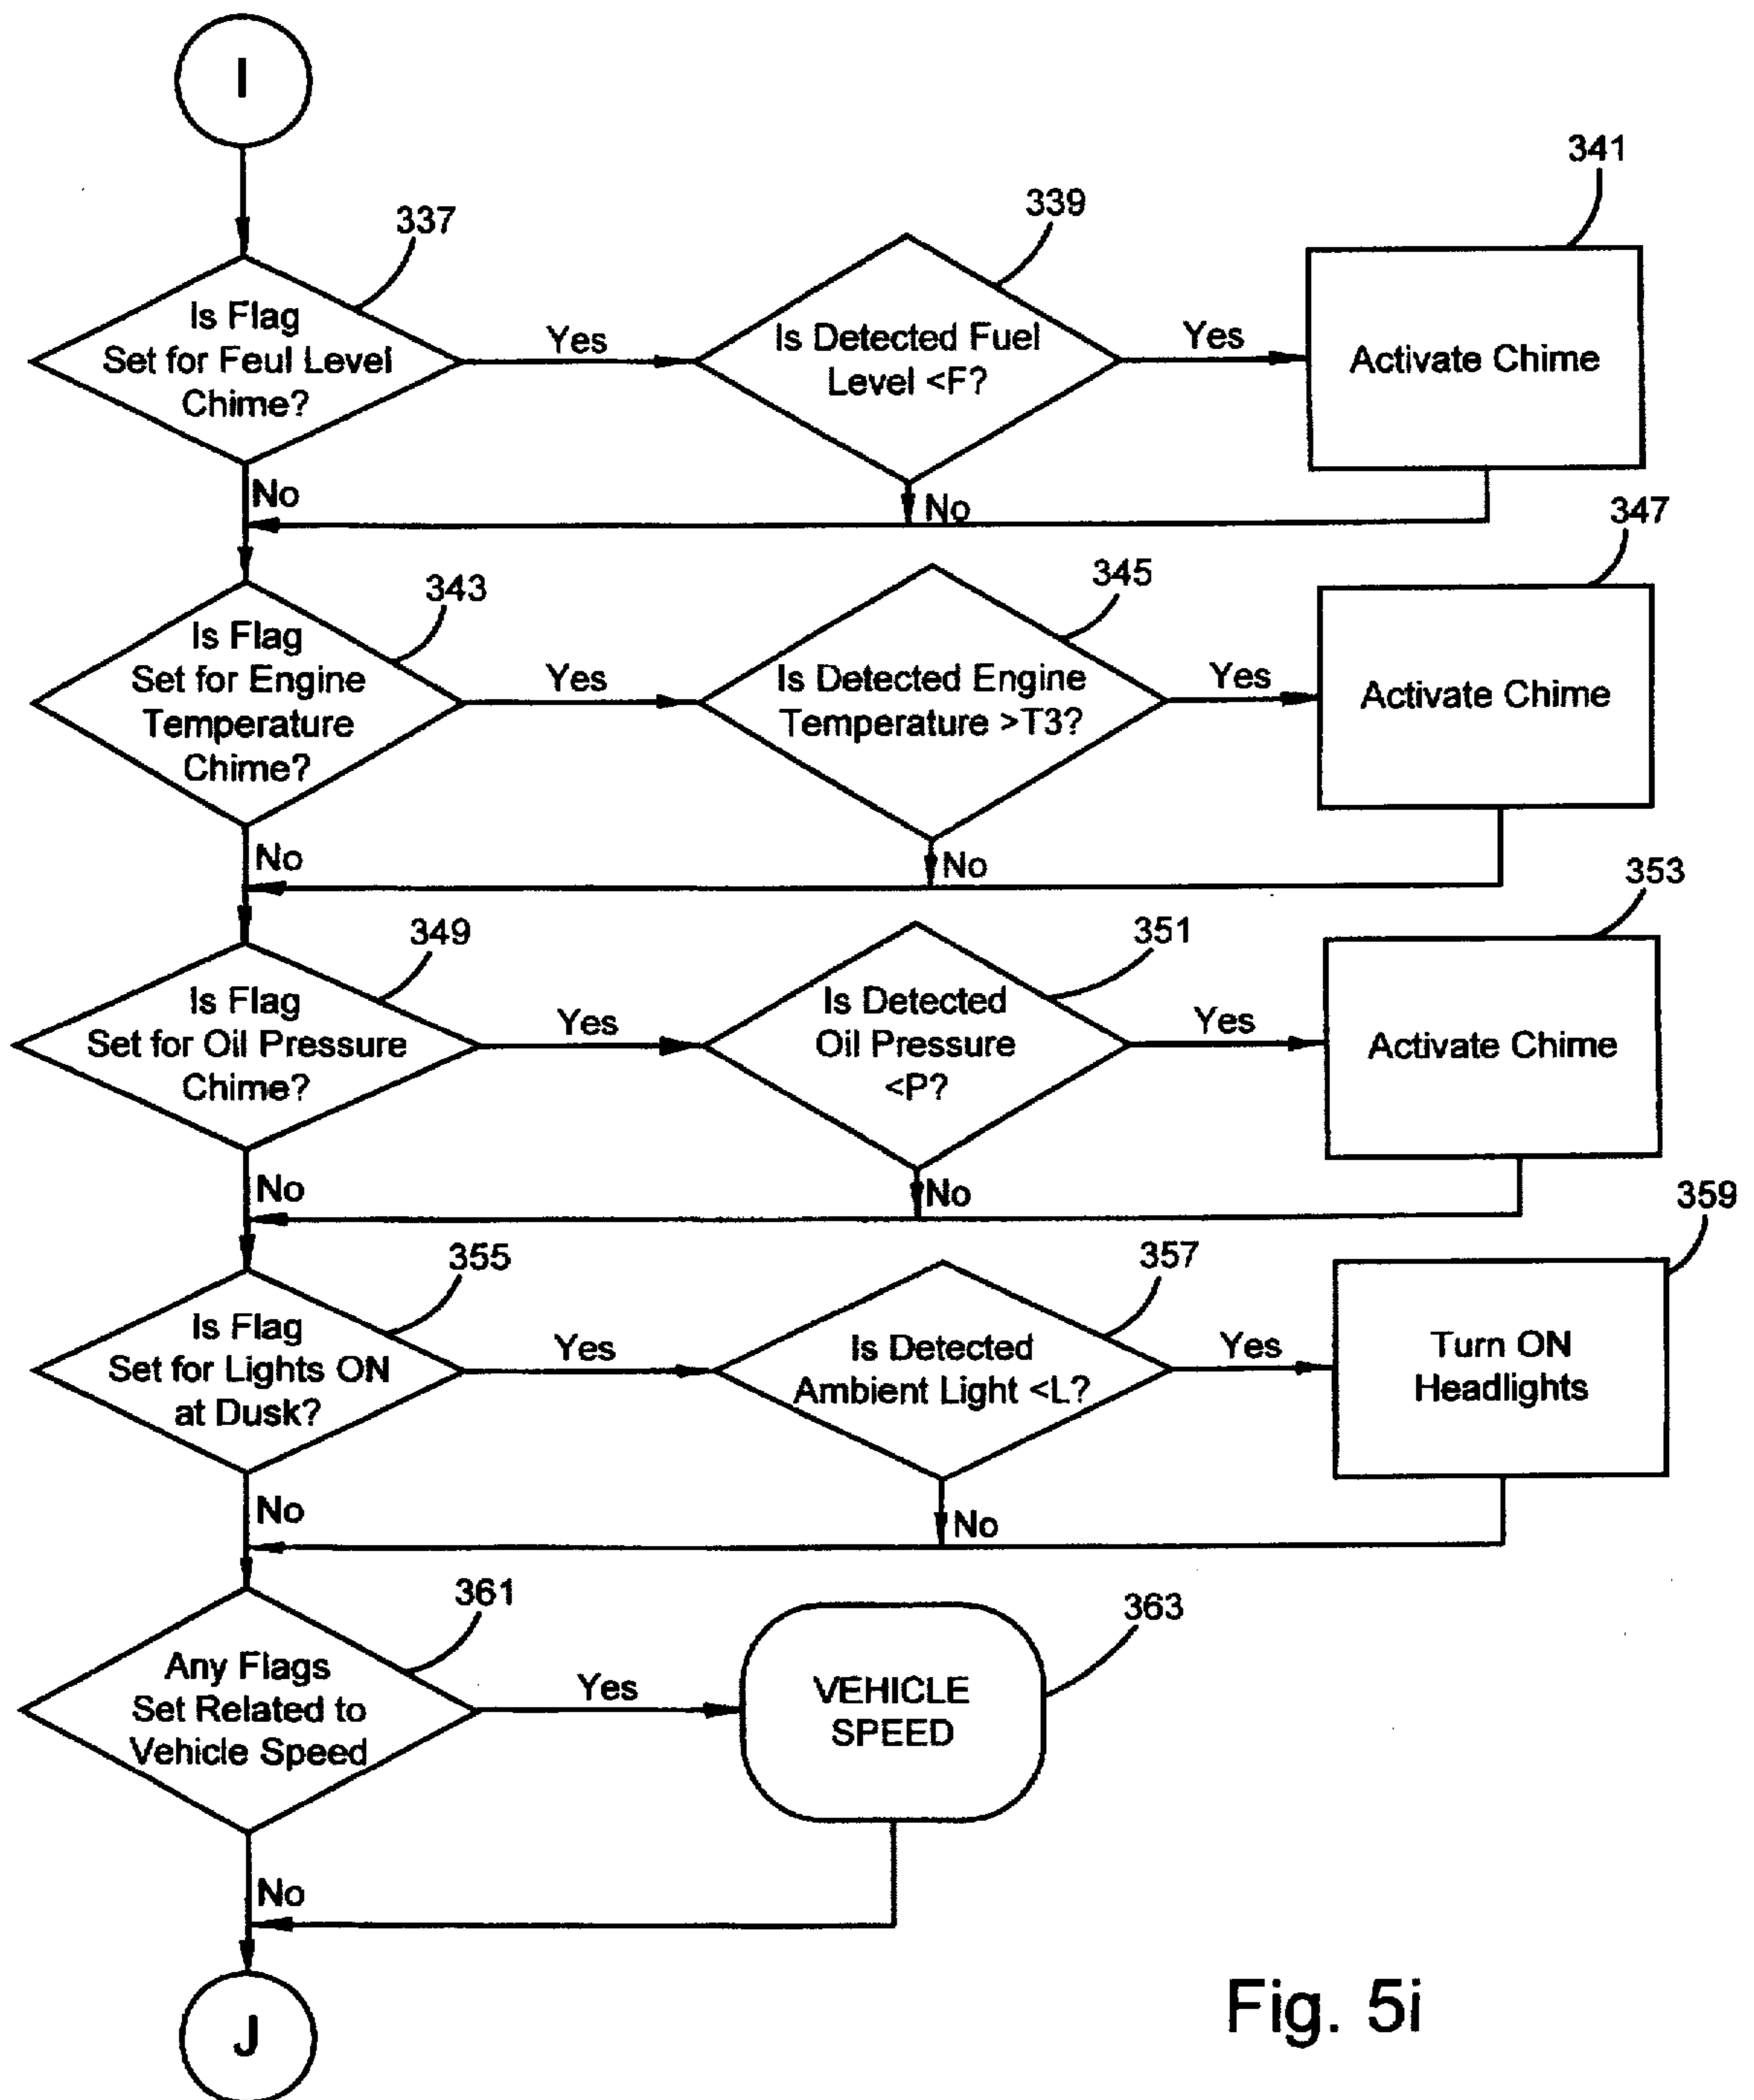 I
337
Is Flag
Set for Feul Level
Chime?
Yes
339
Is Detected Fuel
Level <F?
Yes
341
Activate Chime
No
No
343
Is Flag
Set for Engine
Temperature
Chime?
Yes
345
Is Detected Engine
Temperature >T3?
Yes
347
Activate Chime
No
No
349
Is Flag
Set for Oil Pressure
Chime?
Yes
351
Is Detected
Oil Pressure
<P?
Yes
353
Activate Chime
No
No
355
Is Flag
Set for Lights ON
at Dusk?
Yes
357
Is Detected
Ambient Light <L?
Yes
359
Turn ON
Headlights
No
No
361
Any Flags
Set Related to
Vehicle Speed
Yes
363
VEHICLE
SPEED
No
J
Fig. 5i